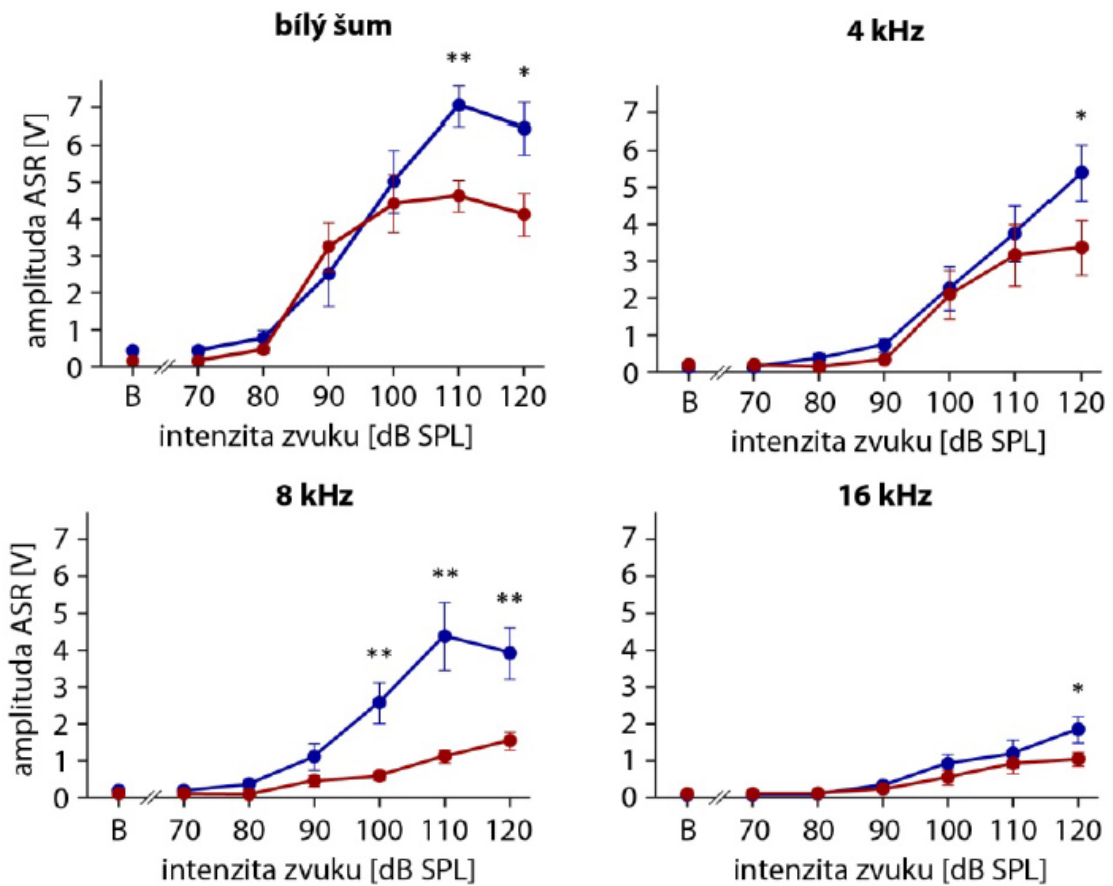 bílý šum
** *
7
6
5
4
3
2
1
0
amplituda ASR [V]
B 70 80 90 100 110 120
intenzita zvuku [dB SPL]
4 kHz
*
7
6
5
4
3
2
1
0
B 70 80 90 100 110 120
intenzita zvuku [dB SPL]
8 kHz
** ** **
7
6
5
4
3
2
1
0
amplituda ASR [V]
B 70 80 90 100 110 120
intenzita zvuku [dB SPL]
16 kHz
*
7
6
5
4
3
2
1
0
B 70 80 90 100 110 120
intenzita zvuku [dB SPL]